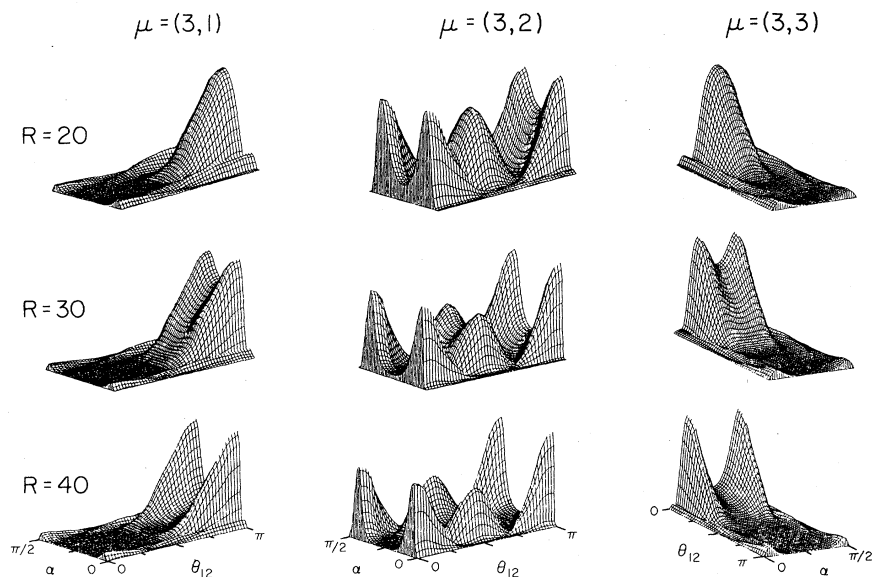 μ = (3,1) μ = (3,2) μ = (3,3)
R = 20
R = 30
R = 40
π/2 α 0 0 θ12 π
π/2 α 0 0 θ12 π
0 θ12 π 0 α π/2